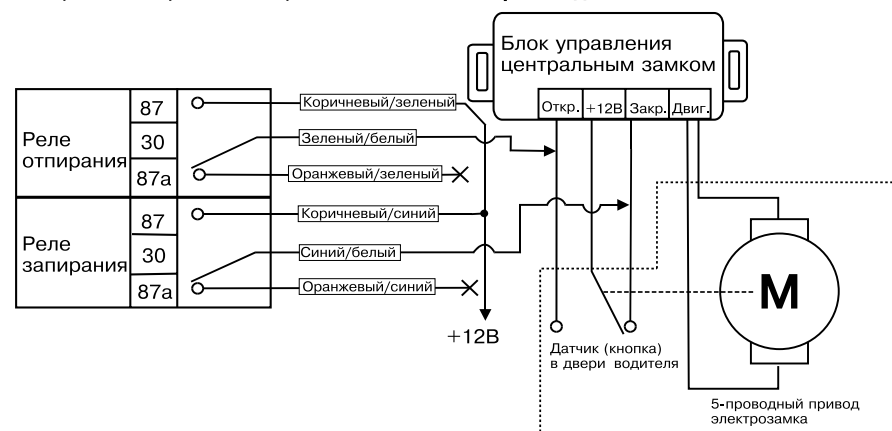 Блок управления
центральным замком
Откр. +12В Закр. Двиг.
Реле
отпирания
87
30
87а
Коричневый/зеленый
Зеленый/белый
Оранжевый/зеленый
Реле
запирания
87
30
87а
Коричневый/синий
Синий/белый
Оранжевый/синий
+12В
М
Датчик (кнопка)
в двери водителя
5-проводный привод
электрозамка